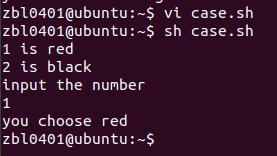 zbl0401@ubuntu:~$ vi case.sh
zbl0401@ubuntu:~$ sh case.sh
1 is red
2 is black
input the number
1
you choose red
zbl0401@ubuntu:~$